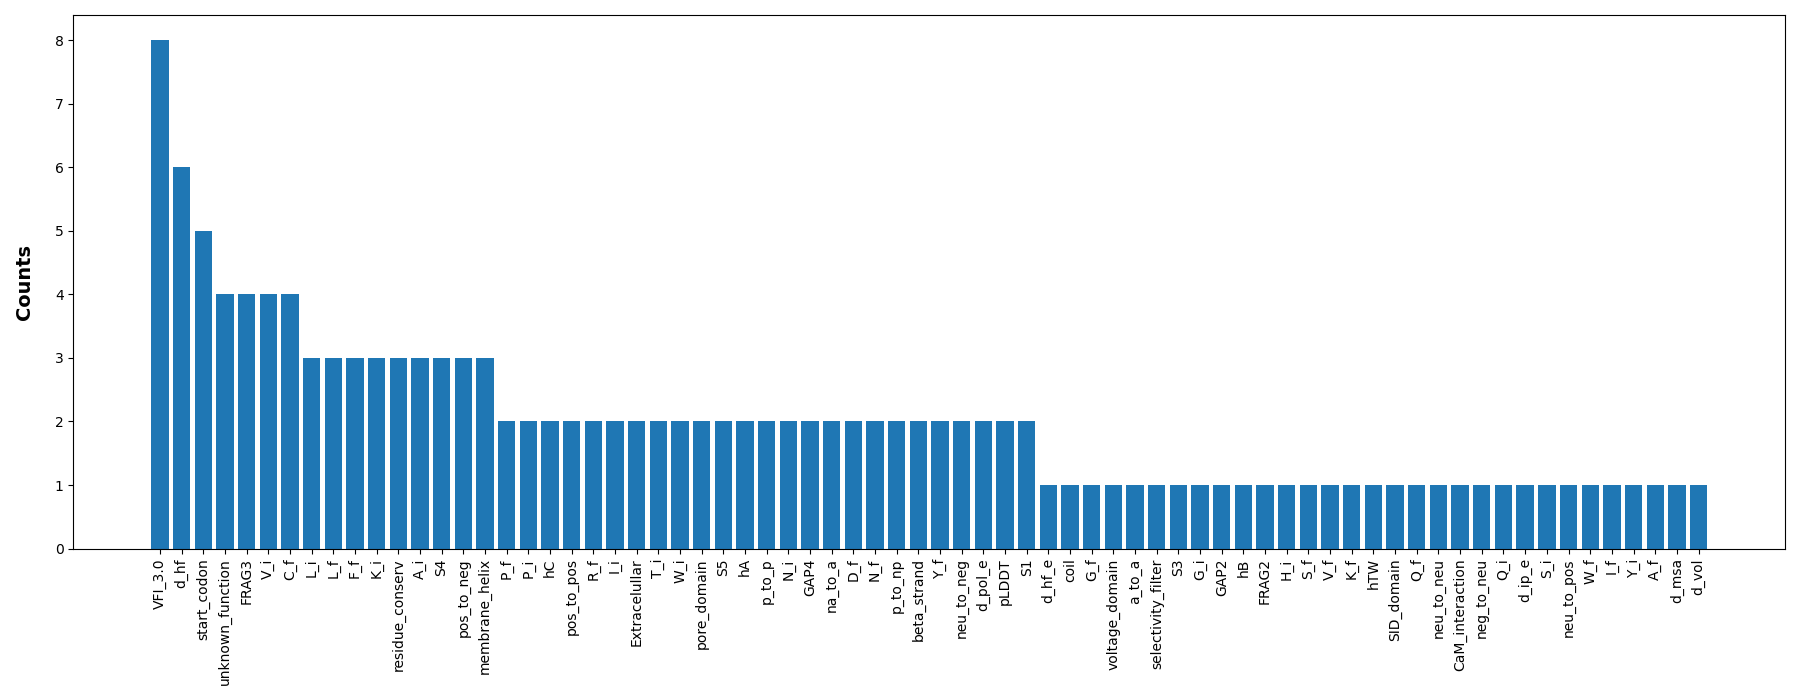 Counts
8
7
6
5
4
3
2
1
0
VFI_3.0
d_hf
start_codon
unknown_function
FRAG3
V_i
C_f
L_i
L_f
F_f
K_i
residue_conserv
A_i
S4
pos_to_neg
membrane_helix
P_f
P_i
hC
pos_to_pos
R_f
I_i
Extracelullar
T_i
W_i
pore_domain
S5
hA
p_to_p
N_i
GAP4
na_to_a
D_f
N_f
p_to_np
beta_strand
Y_f
neu_to_neg
d_pol_e
pLDDT
S1
d_hf_e
coil
G_f
voltage_domain
a_to_a
selectivity_filter
S3
G_i
GAP2
hB
FRAG2
H_i
S_f
V_f
K_f
hTW
SID_domain
Q_f
neu_to_neu
CaM_interaction
neg_to_neu
Q_i
d_ip_e
S_i
neu_to_pos
W_f
I_f
Y_i
A_f
d_msa
d_vol